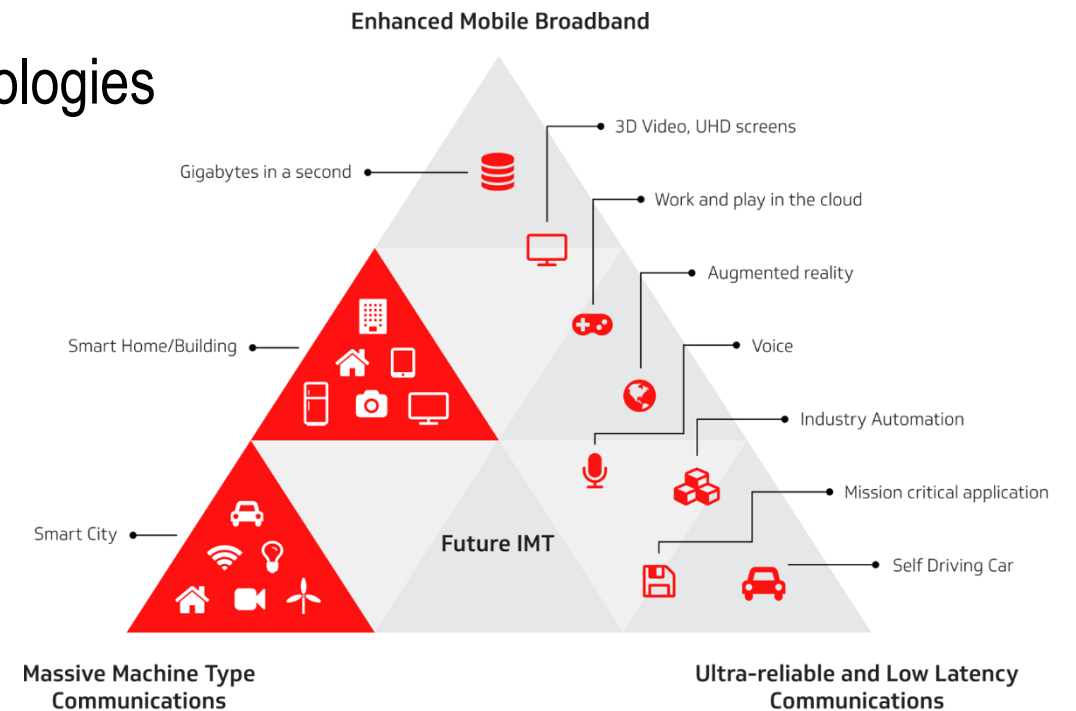 Enhanced Mobile Broadband
ologies
3D Video, UHD screens
Gigabytes in a second
Work and play in the cloud
Augmented reality
Smart Home/Building
Voice
Industry Automation
Mission critical application
Smart City
Future IMT
Self Driving Car
Massive Machine Type
Communications
Ultra-reliable and Low Latency
Communications